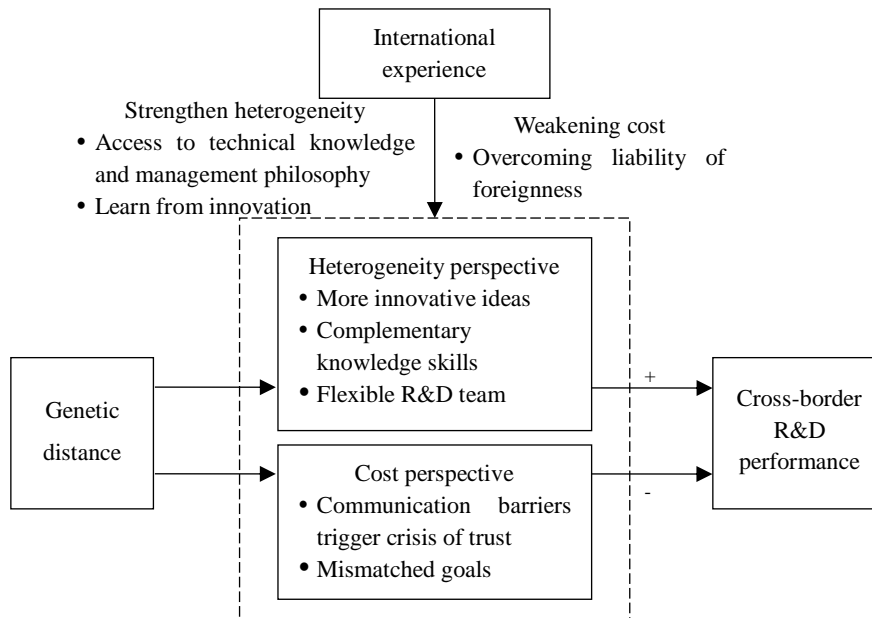 International
experience
Strengthen heterogeneity
• Access to technical knowledge
and management philosophy
• Learn from innovation
Weakening cost
• Overcoming liability of
foreignness
Heterogeneity perspective
• More innovative ideas
• Complementary
knowledge skills
• Flexible R&D team
Genetic
distance
+
Cross-border
R&D
performance
Cost perspective
• Communication barriers
trigger crisis of trust
• Mismatched goals
-